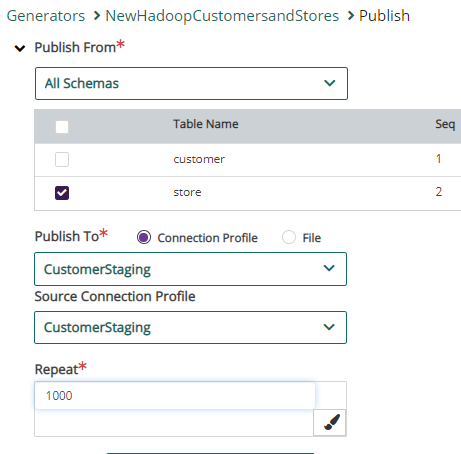 Generators > NewHadoopCustomersandStores > Publish
Publish From*
All Schemas
Table Name Seq
customer 1
store 2
Publish To* Connection Profile File
CustomerStaging
Source Connection Profile
CustomerStaging
Repeat*
1000